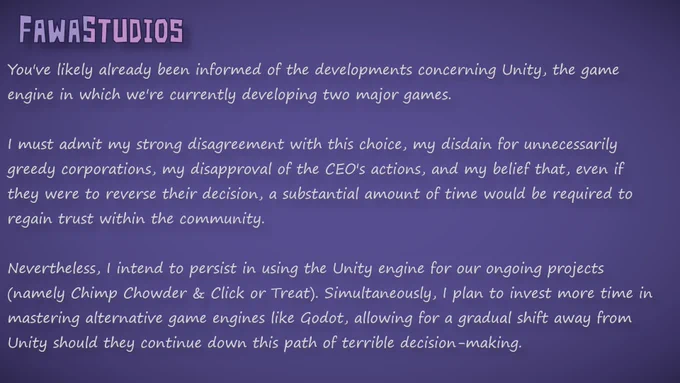 FAWASTUDIOS
You've likely already been informed of the developments concerning Unity, the game
engine in which we're currently developing two major games.
I must admit my strong disagreement with this choice, my disdain for unnecessarily
greedy corporations, my disapproval of the CEO's actions, and my belief that, even if
they were to reverse their decision, a substantial amount of time would be required to
regain trust within the community.
Nevertheless, I intend to persist in using the Unity engine for our ongoing projects
(namely Chimp Chowder & Click or Treat). Simultaneously, I plan to invest more time in
mastering alternative game engines like Godot, allowing for a gradual shift away from
Unity should they continue down this path of terrible decision-making.